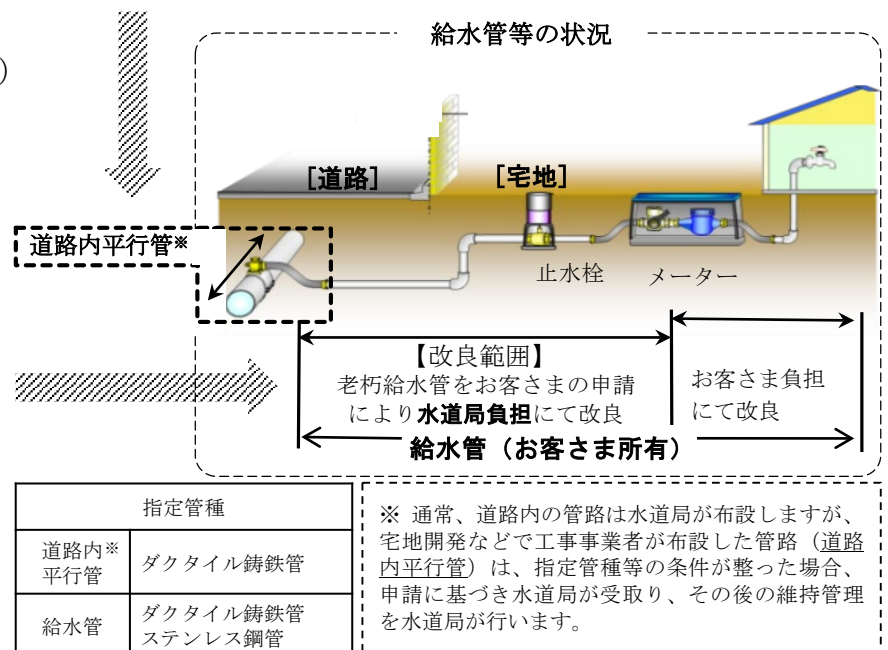 給水管等の状況
)
[道路]
[宅地]
道路内平行管※
止水栓
メーター
【改良範囲】
老朽給水管をお客さまの申請
により水道局負担にて改良
お客さま負担
にて改良
給水管（お客さま所有）
指定管種
道路内※
平行管
ダクタイル鋳鉄管
給水管
ダクタイル鋳鉄管
ステンレス鋼管
※ 通常、道路内の管路は水道局が布設しますが、
宅地開発などで工事事業者が布設した管路（道路
内平行管）は、指定管種等の条件が整った場合、
申請に基づき水道局が受取り、その後の維持管理
を水道局が行います。